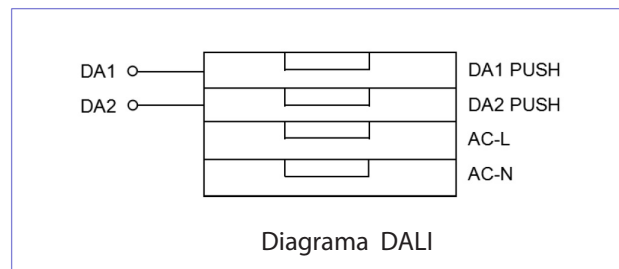 DA1
DA1 PUSH
DA2
DA2 PUSH
AC-L
AC-N
Diagrama DALI